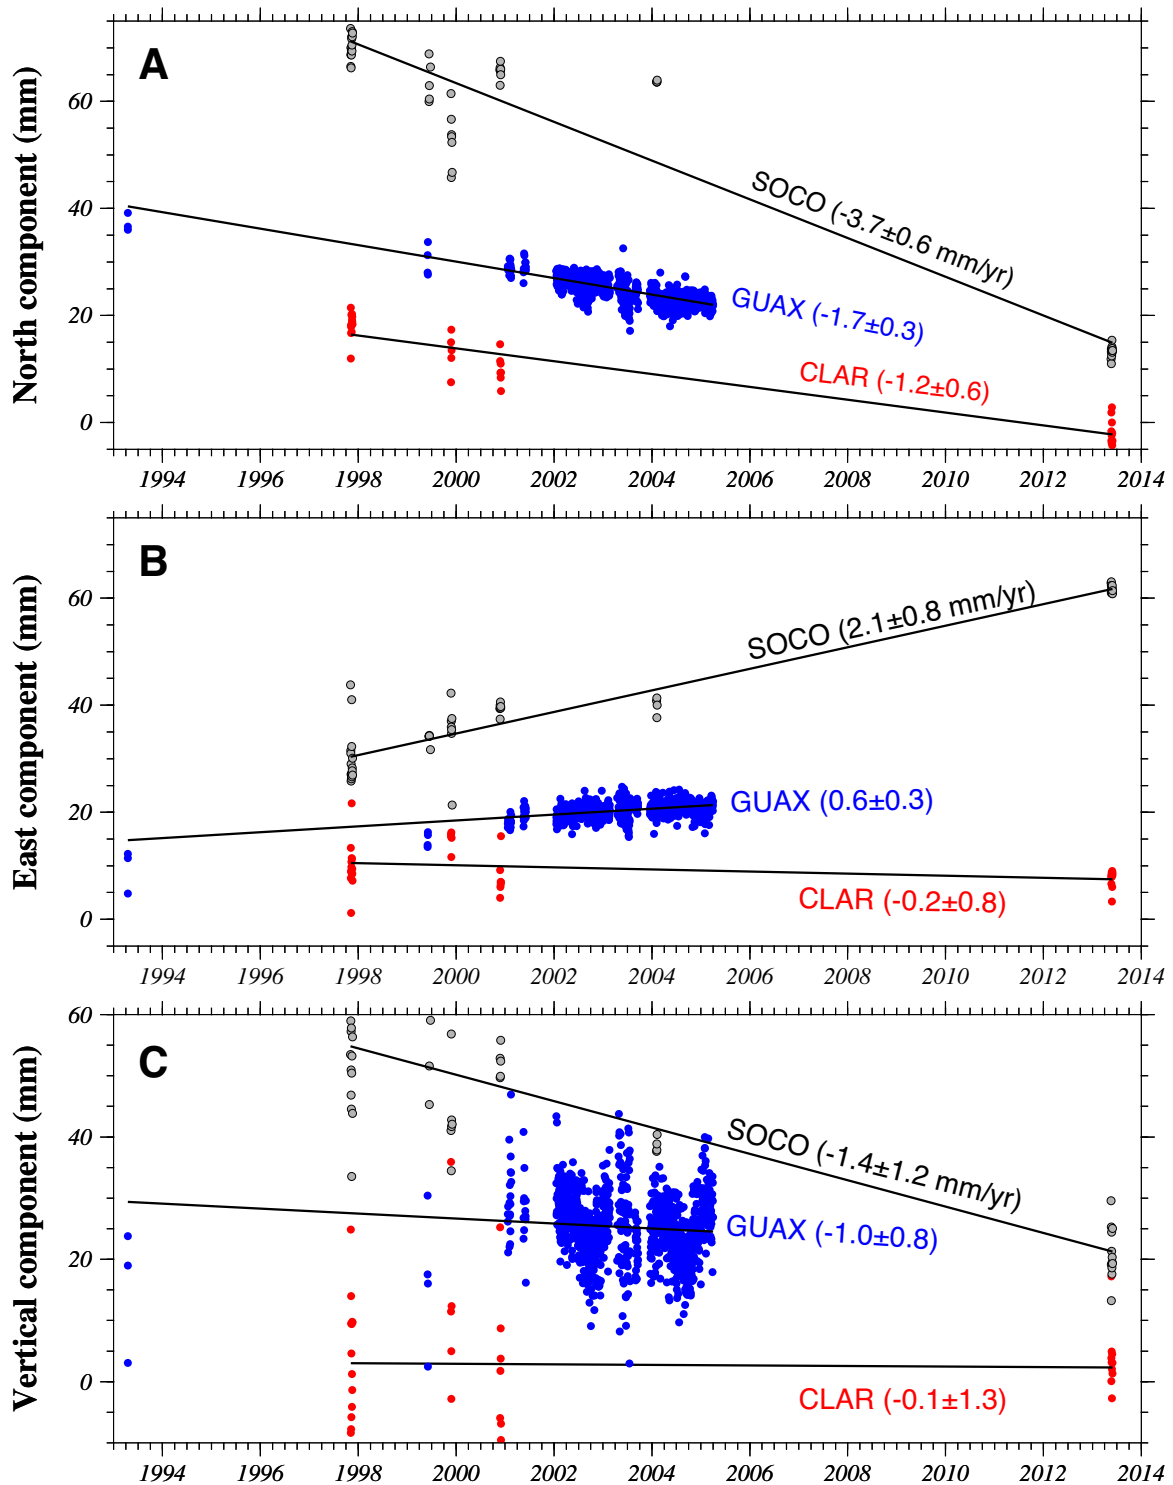 A
North component (mm)
60
40
20
0
SOCO (-3.7±0.6 mm/yr)
GUAX (-1.7±0.3)
CLAR (-1.2±0.6)
1994 1996 1998 2000 2002 2004 2006 2008 2010 2012 2014
B
East component (mm)
60
40
20
0
SOCO (2.1±0.8 mm/yr)
GUAX (0.6±0.3)
CLAR (-0.2±0.8)
1994 1996 1998 2000 2002 2004 2006 2008 2010 2012 2014
C
Vertical component (mm)
60
40
20
0
SOCO (-1.4±1.2 mm/yr)
GUAX (-1.0±0.8)
CLAR (-0.1±1.3)
1994 1996 1998 2000 2002 2004 2006 2008 2010 2012 2014